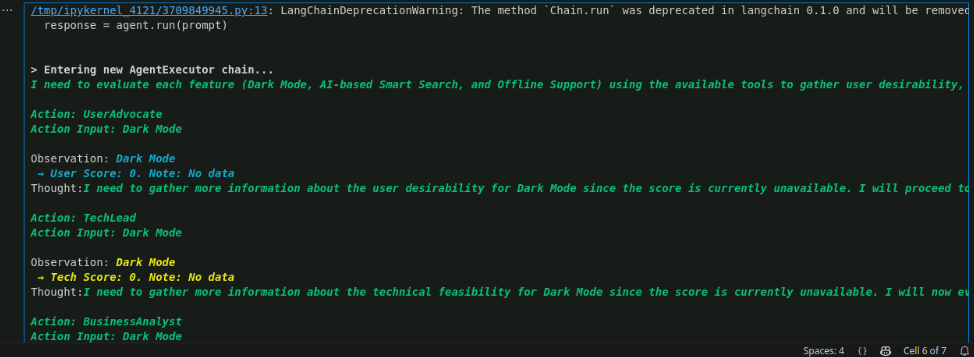 /tmp/ipykernel_4121/3709849945.py:13: LangChainDeprecationWarning: The method `Chain.run` was deprecated in langchain 0.1.0 and will be removed
response = agent.run(prompt)
> Entering new AgentExecutor chain...
I need to evaluate each feature (Dark Mode, AI-based Smart Search, and Offline Support) using the available tools to gather user desirability,
Action: UserAdvocate
Action Input: Dark Mode
Observation: Dark Mode
→ User Score: 0. Note: No data
Thought:I need to gather more information about the user desirability for Dark Mode since the score is currently unavailable. I will proceed to
Action: TechLead
Action Input: Dark Mode
Observation: Dark Mode
→ Tech Score: 0. Note: No data
Thought:I need to gather more information about the technical feasibility for Dark Mode since the score is currently unavailable. I will now ev
Action: BusinessAnalyst
Action Input: Dark Mode
Spaces: 4 {} Cell 6 of 7